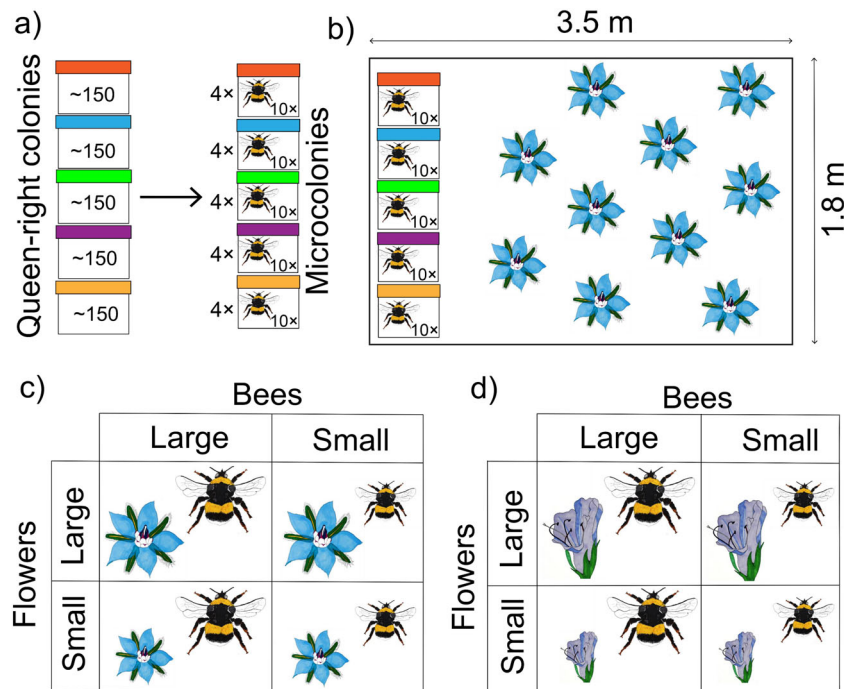 a)
Queen-right colonies
~150
~150
~150
~150
~150
4×
10×
4×
10×
4×
10×
4×
10×
4×
10×
Microcolonies
b)
3.5 m
1.8 m
10×
10×
10×
10×
10×
c)
Bees
Large
Small
Flowers
Large
Small
d)
Bees
Large
Small
Flowers
Large
Small